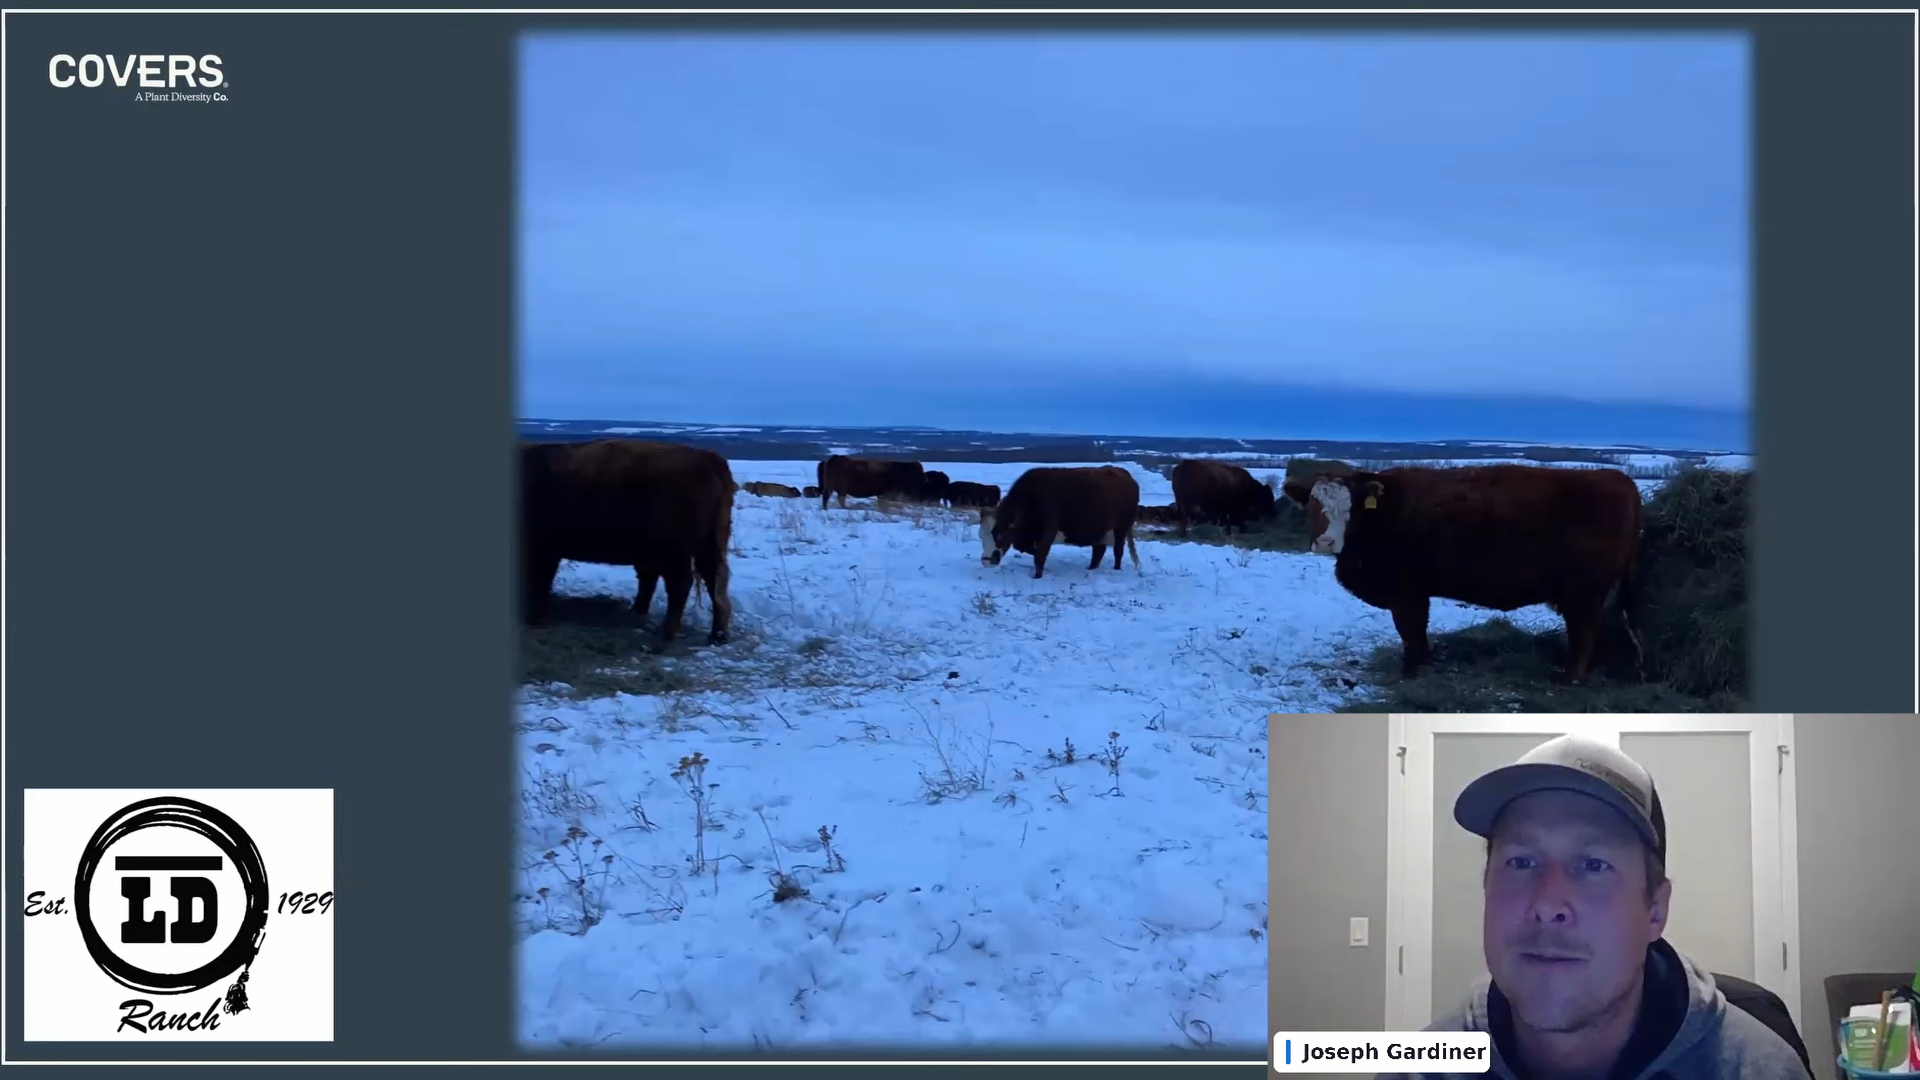 COVERS
A Plant Diversity Co.
LD
Est. 1929
Ranch
Joseph Gardiner